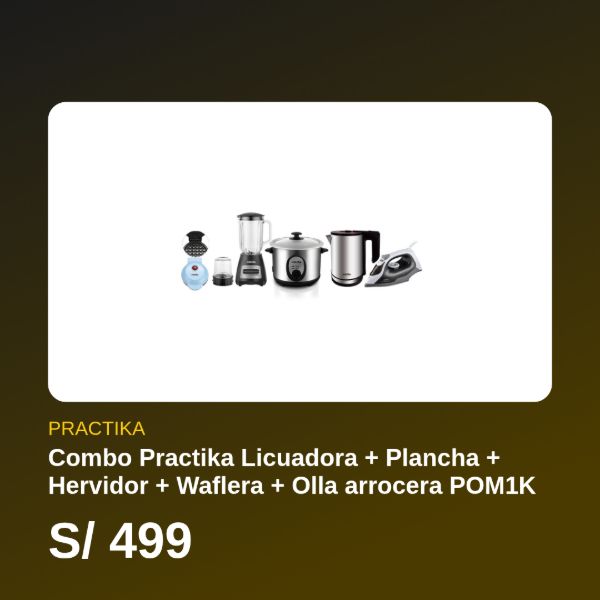 PRACTIKA
Combo Practika Licuadora + Plancha +
Hervidor + Waflera + Olla arrocera POM1K
S/ 499